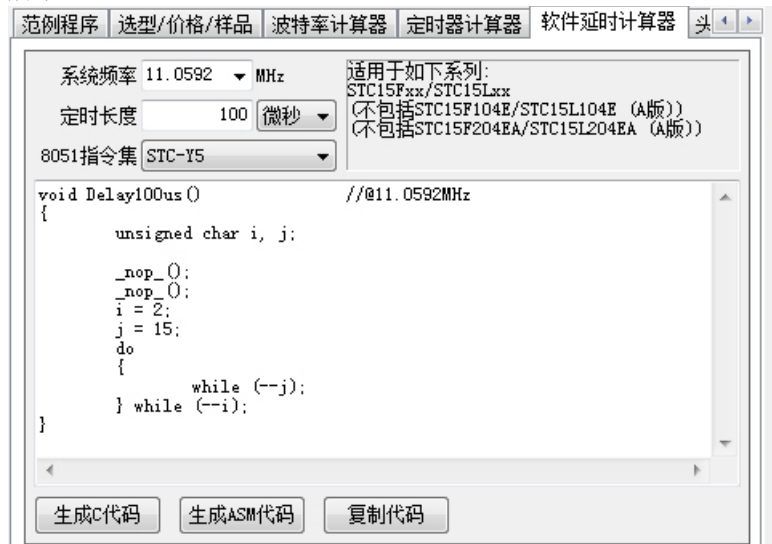 范例程序 选型/价格/样品 波特率计算器 定时器计算器 软件延时计算器 头
系统频率 11.0592 MHz
定时长度 100 微秒
8051指令集 STC-Y5
适用于如下系列:
STC15Fxx/STC15Lxx
(不包括STC15F104E/STC15L104E (A版))
(不包括STC15F204EA/STC15L204EA (A版))
void Delay100us() //@11.0592MHz
{
unsigned char i, j;
_nop_();
_nop_();
i = 2;
j = 15;
do
{
while (--j);
} while (--i);
}
生成C代码 生成ASM代码 复制代码